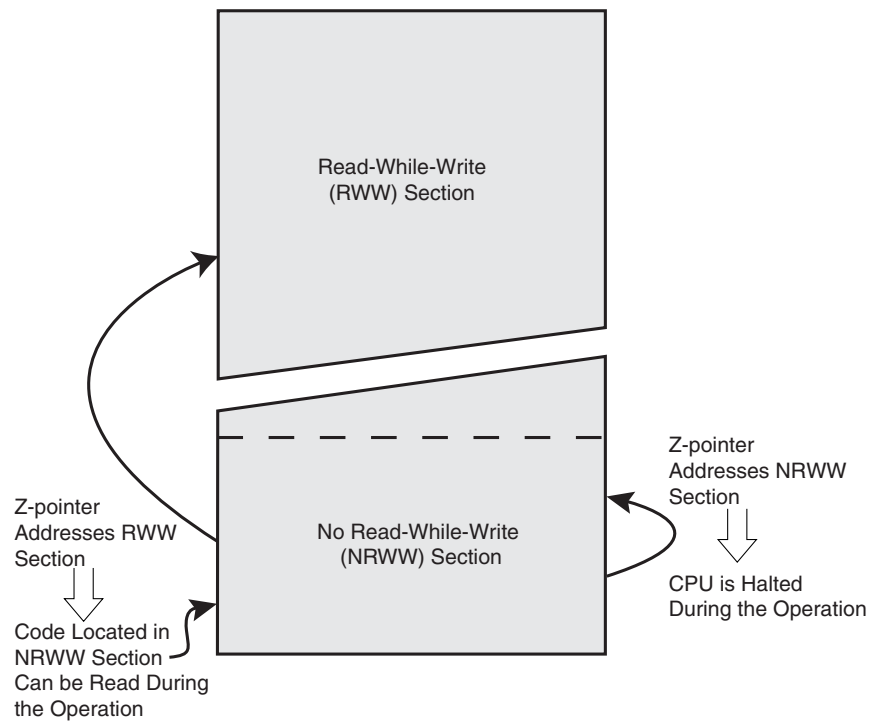 Read-While-Write
(RWW) Section
Z-pointer
Addresses NRWW
Section
Z-pointer
Addresses RWW
Section
No Read-While-Write
(NRWW) Section
CPU is Halted
During the Operation
Code Located in
NRWW Section
Can be Read During
the Operation